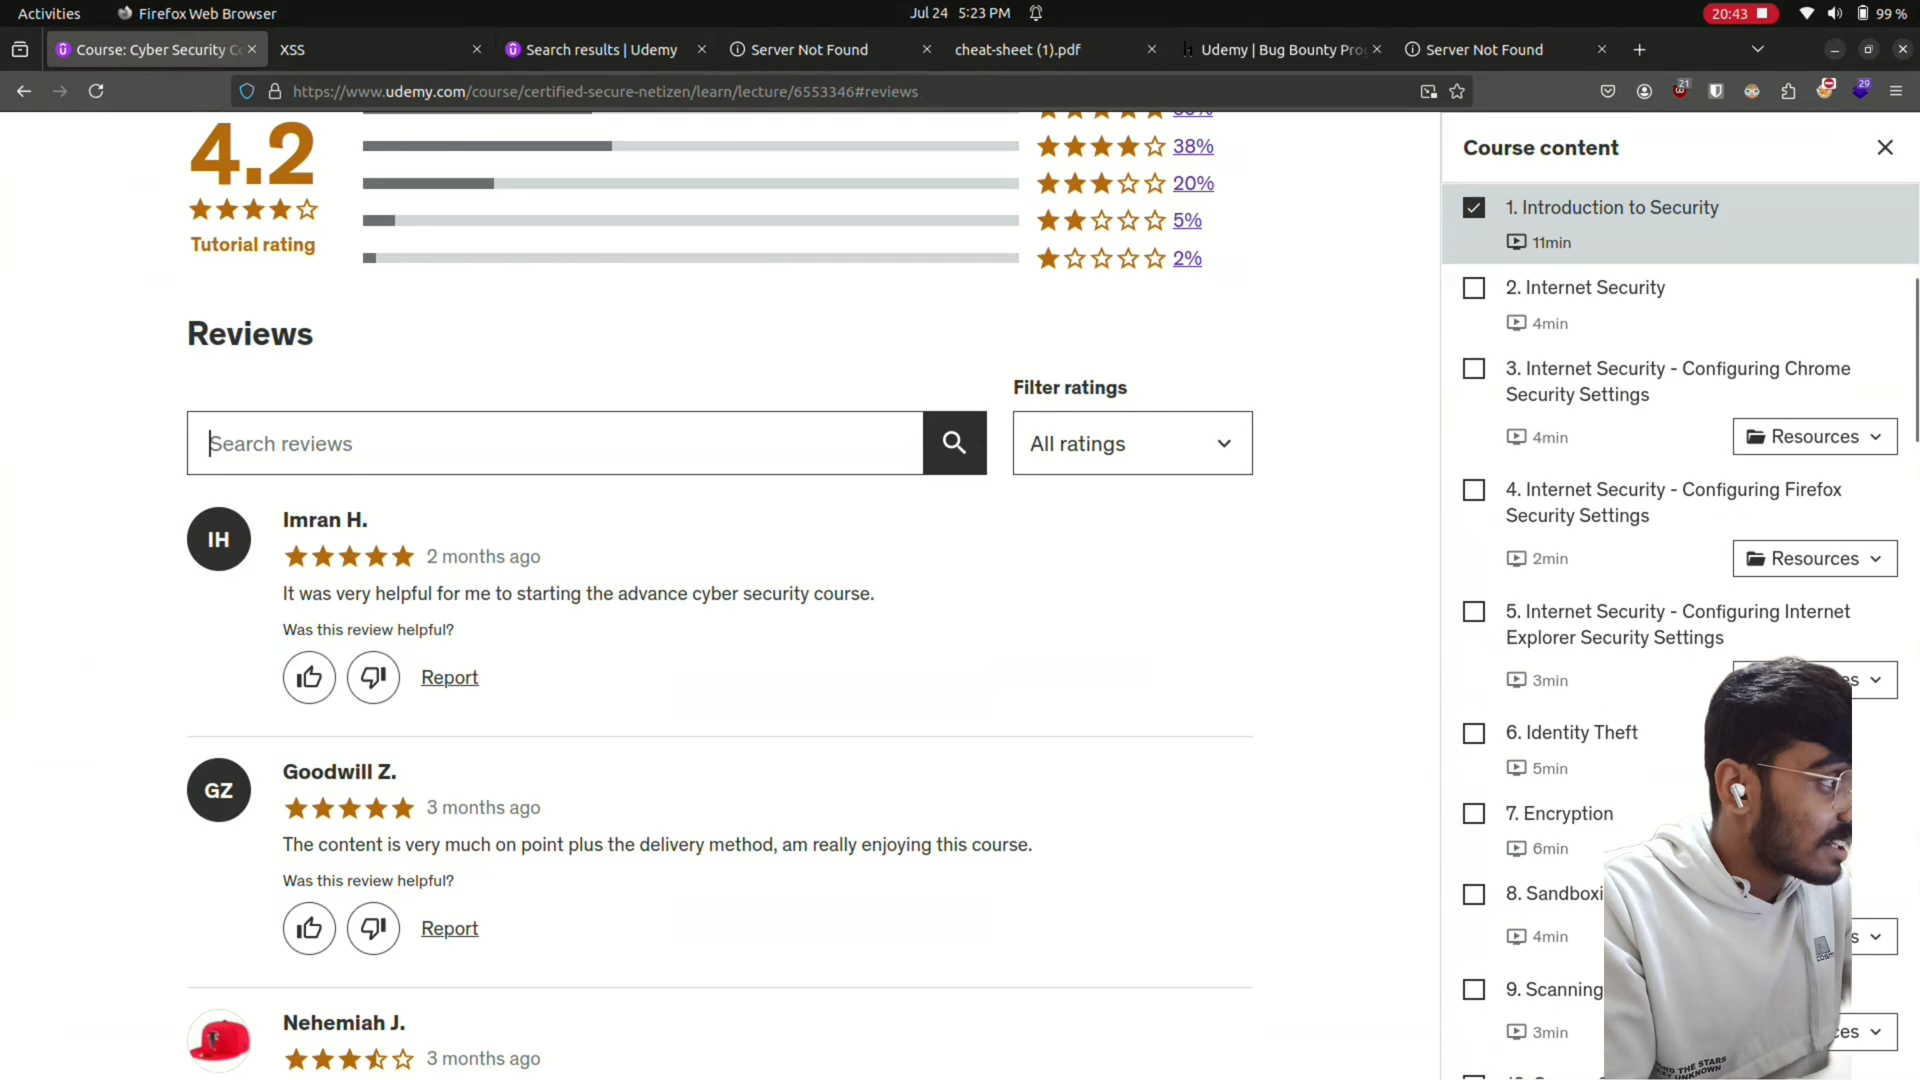 Activities
Firefox Web Browser
Jul 24 5:23 PM
20:43
99 %
Course: Cyber Security C
XSS
Search results | Udemy
Server Not Found
cheat-sheet (1).pdf
Udemy | Bug Bounty Pro
Server Not Found
https://www.udemy.com/course/certified-secure-netizen/learn/lecture/6553346#reviews
21
29
4.2
Tutorial rating
38%
20%
5%
2%
Reviews
Filter ratings
Search reviews
All ratings
IH
Imran H.
2 months ago
It was very helpful for me to starting the advance cyber security course.
Was this review helpful?
Report
GZ
Goodwill Z.
3 months ago
The content is very much on point plus the delivery method, am really enjoying this course.
Was this review helpful?
Report
Nehemiah J.
3 months ago
Course content
1. Introduction to Security
11min
2. Internet Security
4min
3. Internet Security - Configuring Chrome
Security Settings
4min
Resources
4. Internet Security - Configuring Firefox
Security Settings
2min
Resources
5. Internet Security - Configuring Internet
Explorer Security Settings
3min
es
6. Identity Theft
5min
7. Encryption
6min
8. Sandboxi
4min
s
9. Scanning
3min
ces
THE STARS
UNKNOWN